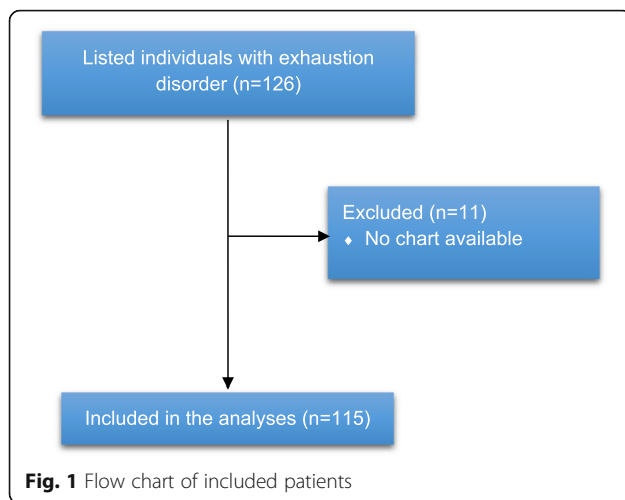 Listed individuals with exhaustion
disorder (n=126)
Excluded (n=11)
♦ No chart available
Included in the analyses (n=115)
Fig. 1 Flow chart of included patients